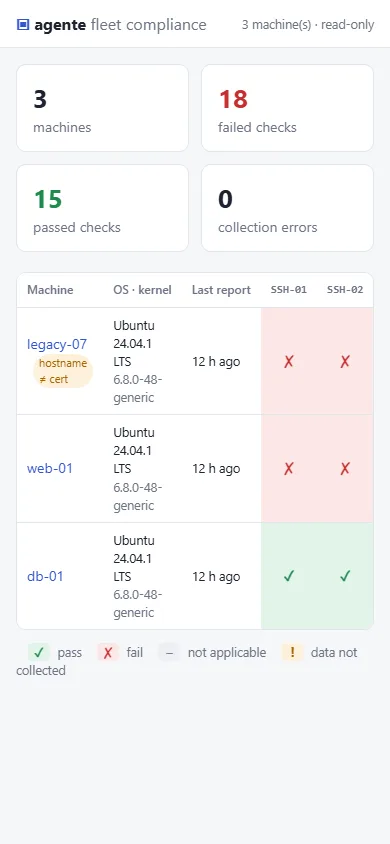 agente fleet compliance 3 machine(s) · read-only
3
machines
18
failed checks
15
passed checks
0
collection errors
Machine OS · kernel Last report SSH-01 SSH-02
legacy-07
hostname
≠ cert
Ubuntu
24.04.1
LTS
6.8.0-48-
generic
12 h ago ✗ ✗
web-01
Ubuntu
24.04.1
LTS
6.8.0-48-
generic
12 h ago ✗ ✗
db-01
Ubuntu
24.04.1
LTS
6.8.0-48-
generic
12 h ago ✓ ✓
✓ pass ✗ fail – not applicable ! data not
collected